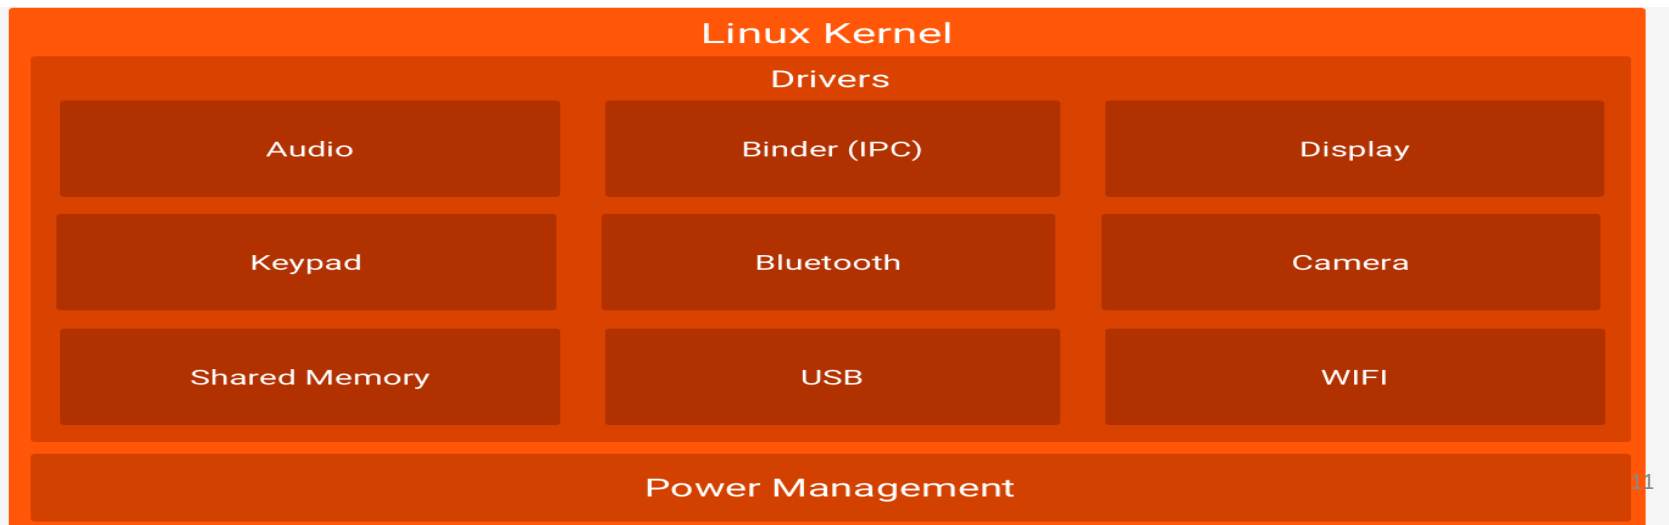 Linux Kernel
Drivers
Audio
Binder (IPC)
Display
Keypad
Bluetooth
Camera
Shared Memory
USB
WIFI
Power Management
11